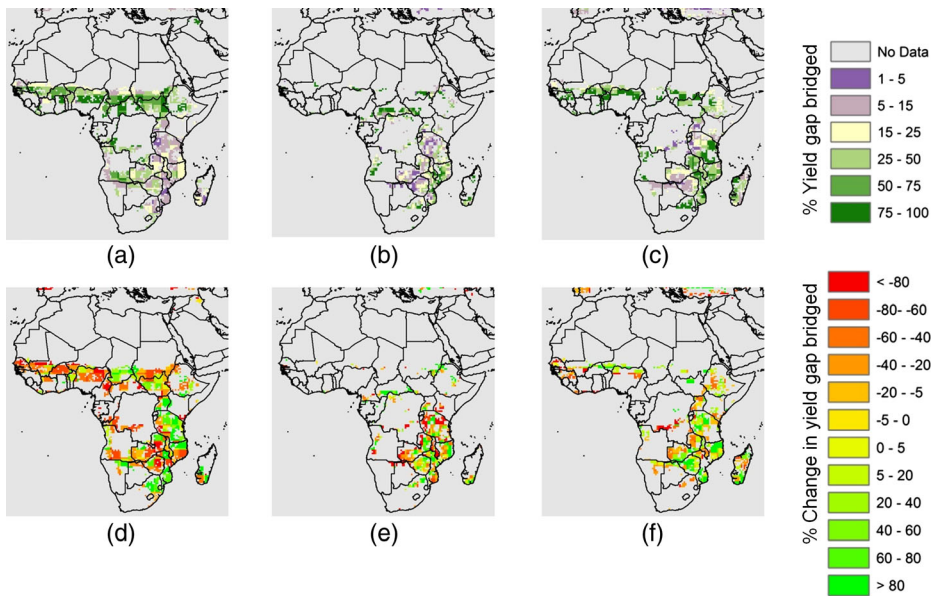 (a)
(b)
(c)
% Yield gap bridged
No Data
1 - 5
5 - 15
15 - 25
25 - 50
50 - 75
75 - 100
(d)
(e)
(f)
% Change in yield gap bridged
< -80
-80- -60
-60 - -40
-40 - -20
-20 - -5
-5 - 0
0 - 5
5 - 20
20 - 40
40 - 60
60 - 80
> 80